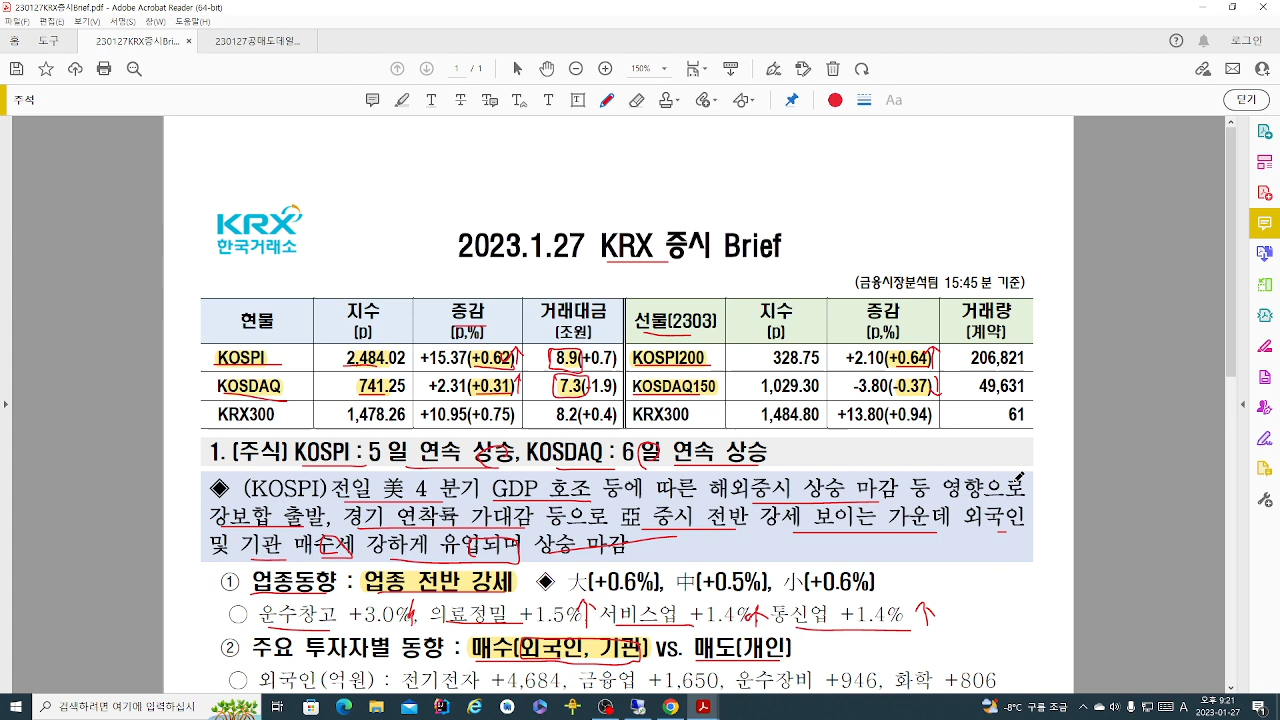 230127KRX증시Brief.pdf - Adobe Acrobat Reader (64-bit)
파일(F) 편집(E) 보기(V) 서명(S) 창(W) 도움말(H)
홈 도구 230127KRX증시Bri... × 230127공매도데일... 로그인
1 / 1 150%
주석 Aa 닫기
KRX
한국거래소
2023.1.27 KRX 증시 Brief
(금융시장분석팀 15:45분 기준)
현물 지수 (p) 증감 (p,%) 거래대금 (조원) 선물(2303) 지수 (p) 증감 (p,%) 거래량 (계약)
KOSPI 2,484.02 +15.37(+0.62) 8.9(+0.7) KOSPI200 328.75 +2.10(+0.64) 206,821
KOSDAQ 741.25 +2.31(+0.31) 7.3(-1.9) KOSDAQ150 1,029.30 -3.80(-0.37) 49,631
KRX300 1,478.26 +10.95(+0.75) 8.2(+0.4) KRX300 1,484.80 +13.80(+0.94) 61
1. (주식) KOSPI : 5일 연속 상승, KOSDAQ : 6일 연속 상승
◈ (KOSPI)전일 美 4분기 GDP 호조 등에 따른 해외증시 상승 마감 등 영향으로
강보합 출발, 경기 연착륙 기대감 등으로 亞 증시 전반 강세 보이는 가운데 외국인
및 기관 매수세 강하게 유입되며 상승 마감
① 업종동향 : 업종 전반 강세 ◈ 大(+0.6%), 中(+0.5%), 小(+0.6%)
○ 운수창고 +3.0%, 의료정밀 +1.5%, 서비스업 +1.4%, 통신업 +1.4%
② 주요 투자자별 동향 : 매수(외국인, 기관) vs. 매도(개인)
○ 외국인(억원) : 전기전자 +4,684, 금융업 +1,650, 운수장비 +946, 화학 +806
검색하려면 여기에 입력하십시 -8°C 구름 조금 A 오후 9:21
2023-01-27